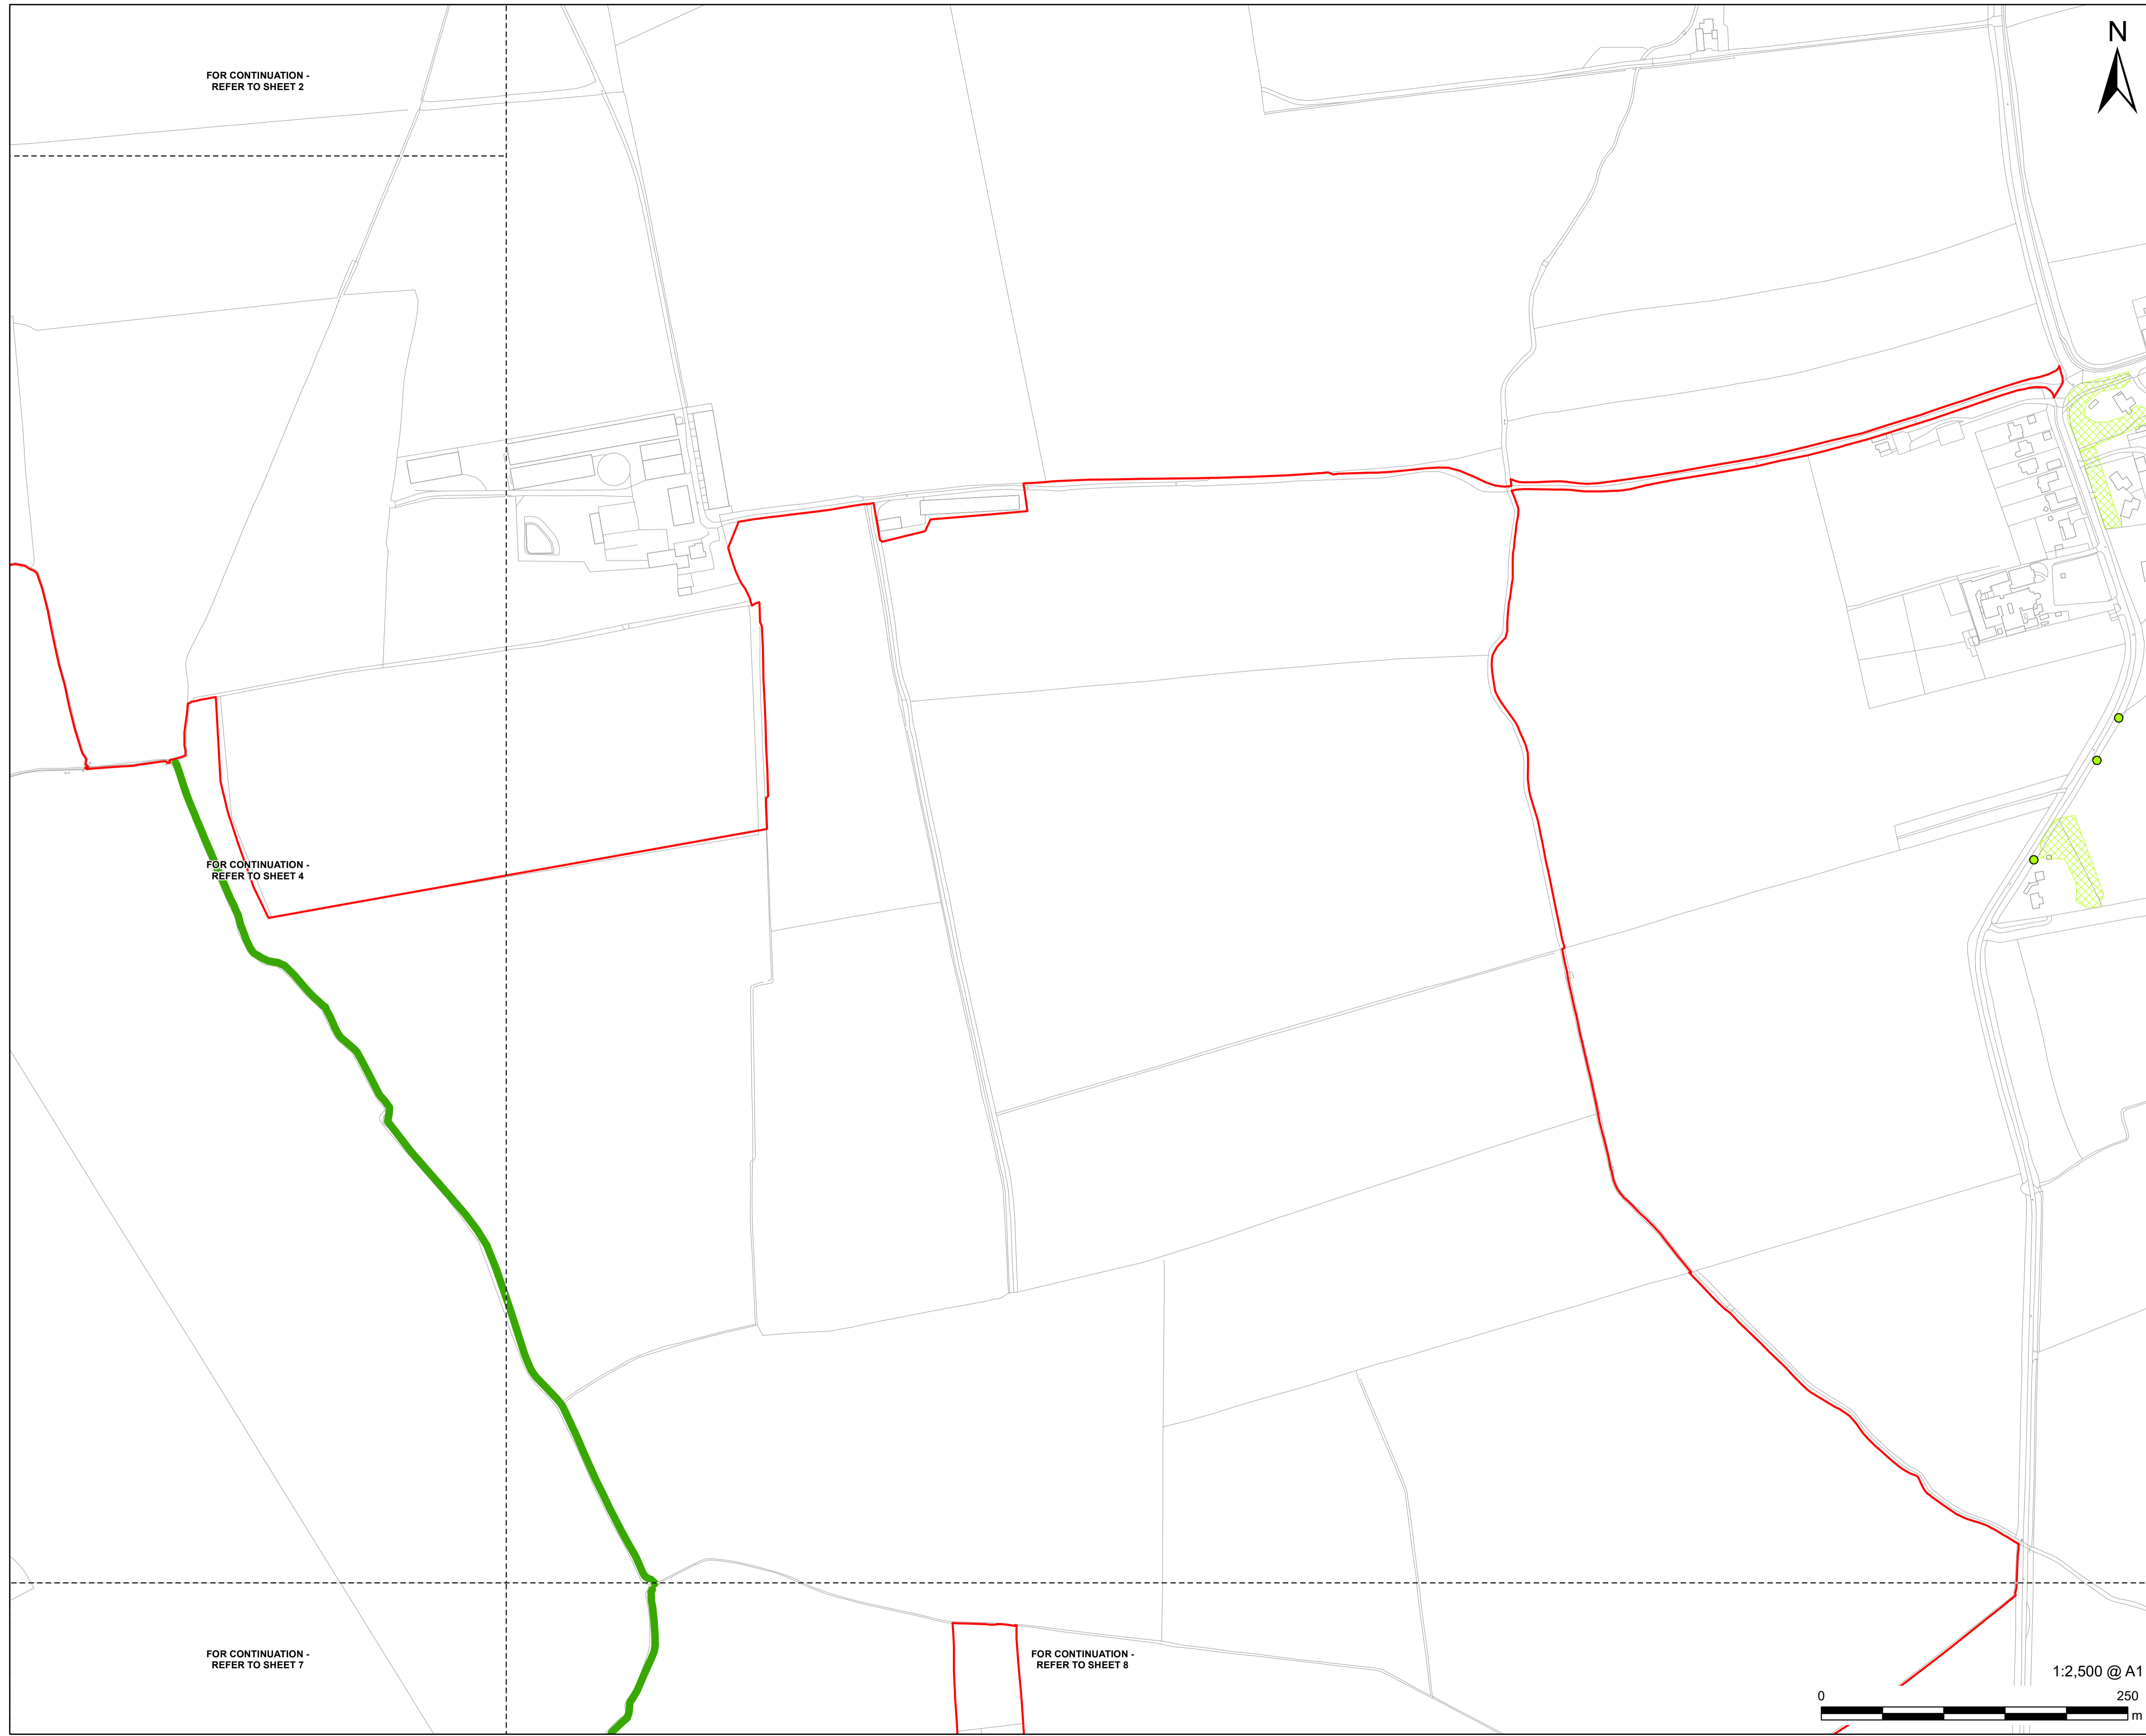 FOR CONTINUATION -
REFER TO SHEET 2
N
FOR CONTINUATION -
REFER TO SHEET 4
FOR CONTINUATION -
REFER TO SHEET 7
FOR CONTINUATION -
REFER TO SHEET 8
1:2,500 @ A1
0 250
m